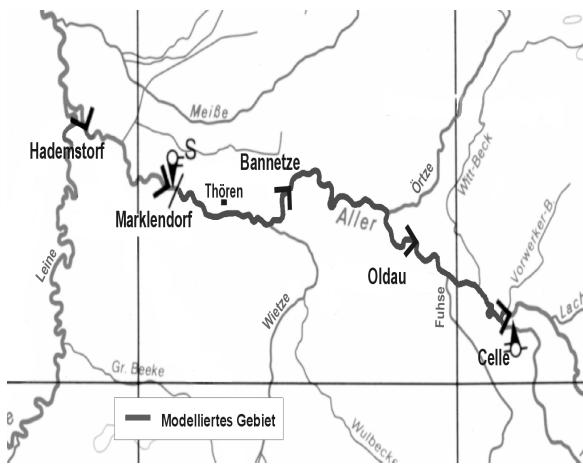 Meiße
Hademstorf
S
Bannetze
Thören
Örtze
Witt-Beck
Marklendorf
Aller
Vorwerker-B.
Leine
Oldau
Wietze
Fuhse
Lach
Celle
Gr. Beeke
Modelliertes Gebiet
Wulbecke